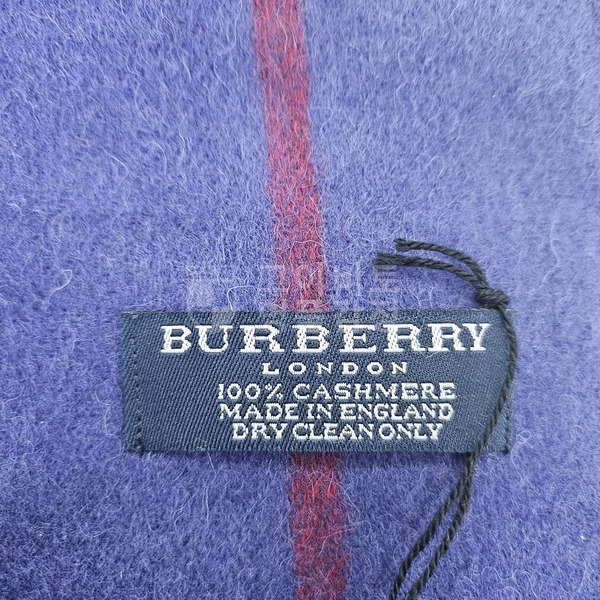 BURBERRY
LONDON
100% CASHMERE
MADE IN ENGLAND
DRY CLEAN ONLY